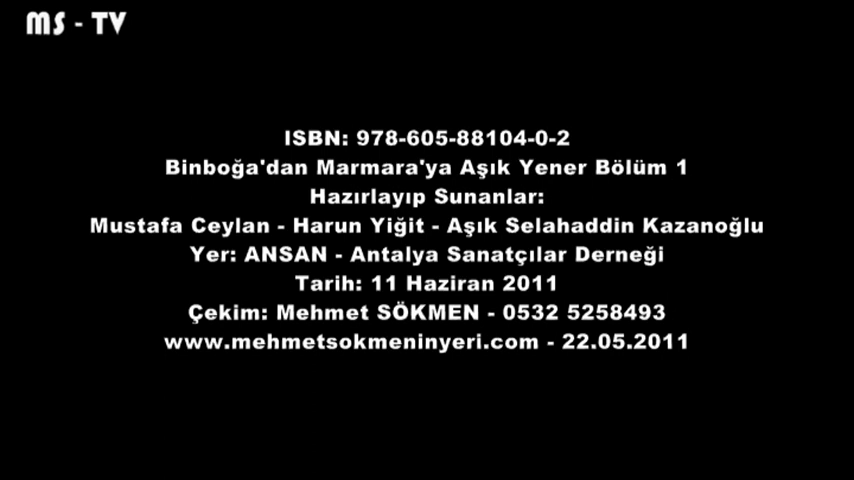 MS - TV
ISBN: 978-605-88104-0-2
Binboğa'dan Marmara'ya Aşık Yener Bölüm 1
Hazırlayıp Sunanlar:
Mustafa Ceylan - Harun Yiğit - Aşık Selahaddin Kazanoğlu
Yer: ANSAN - Antalya Sanatçılar Derneği
Tarih: 11 Haziran 2011
Çekim: Mehmet SÖKMEN - 0532 5258493
www.mehmetsokmeninyeri.com - 22.05.2011